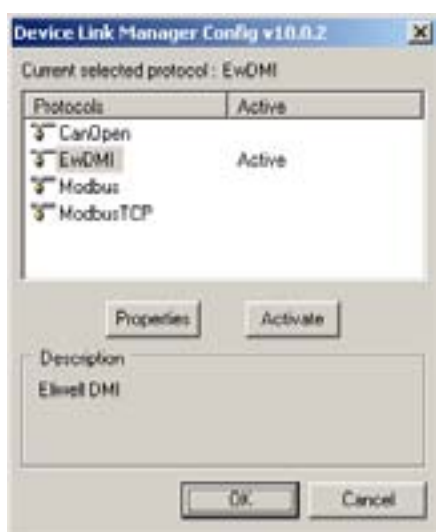 Device Link Manager Config v10.0.2
Current selected protocol : EwDMI
Protocols Active
CanOpen
EwDMI Active
Modbus
ModbusTCP
Properties Activate
Description
Eliwell DMI
OK Cancel